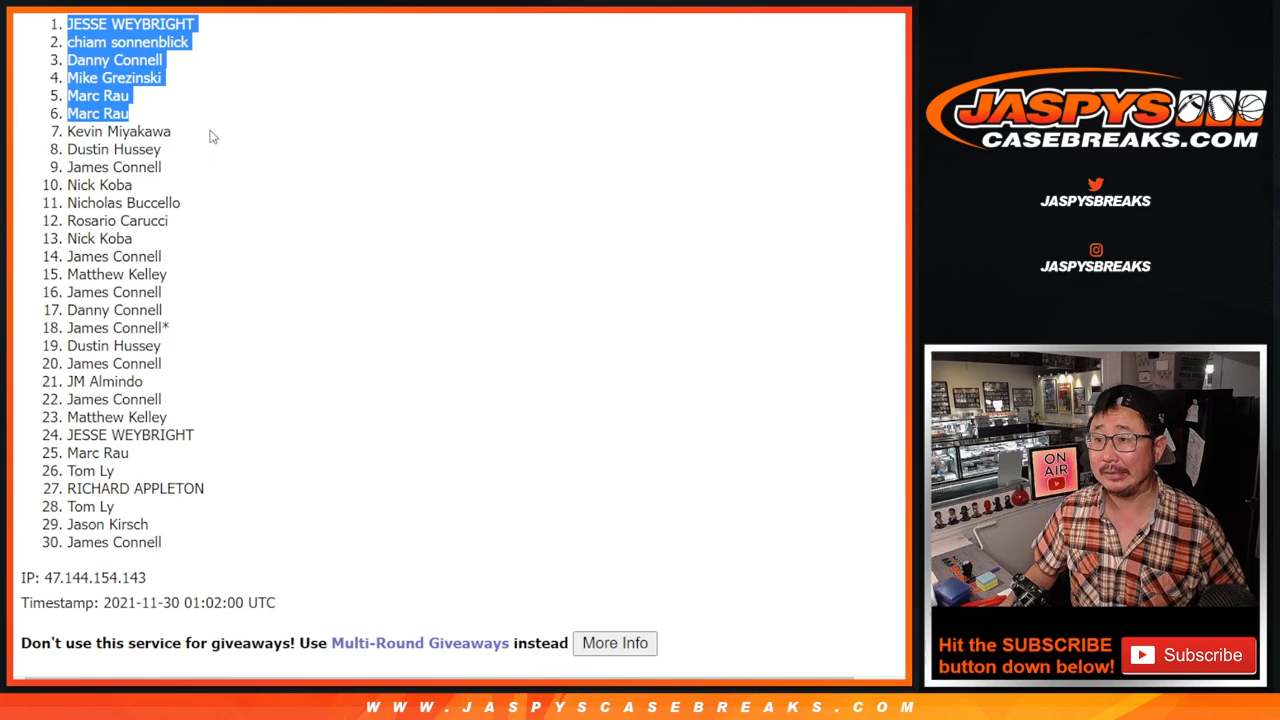 1. JESSE WEYBRIGHT
2. chiam sonnenblick
3. Danny Connell
4. Mike Grezinski
5. Marc Rau
6. Marc Rau
7. Kevin Miyakawa
8. Dustin Hussey
9. James Connell
10. Nick Koba
11. Nicholas Buccello
12. Rosario Carucci
13. Nick Koba
14. James Connell
15. Matthew Kelley
16. James Connell
17. Danny Connell
18. James Connell*
19. Dustin Hussey
20. James Connell
21. JM Almindo
22. James Connell
23. Matthew Kelley
24. JESSE WEYBRIGHT
25. Marc Rau
26. Tom Ly
27. RICHARD APPLETON
28. Tom Ly
29. Jason Kirsch
30. James Connell
IP: 47.144.154.143
Timestamp: 2021-11-30 01:02:00 UTC
Don't use this service for giveaways! Use Multi-Round Giveaways instead More Info
JASPYS
CASEBREAKS.COM
JASPYSBREAKS
JASPYSBREAKS
ON
AIR
Hit the SUBSCRIBE
button down below!
Subscribe
WWW.JASPYSCASEBREAKS.COM